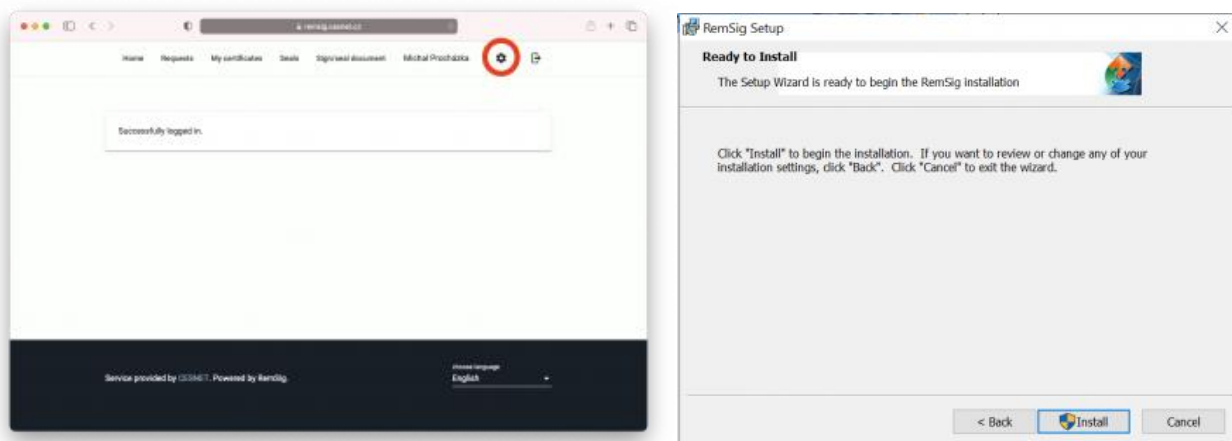 remsig.cesnet.cz
Home Requests My certificates Seals Sign/seal document Michal Procházka
Successfully logged in.
Service provided by CESNET. Powered by RemSig.
choose language
English
RemSig Setup
Ready to Install
The Setup Wizard is ready to begin the RemSig installation
Click "Install" to begin the installation. If you want to review or change any of your
installation settings, click "Back". Click "Cancel" to exit the wizard.
< Back Install Cancel